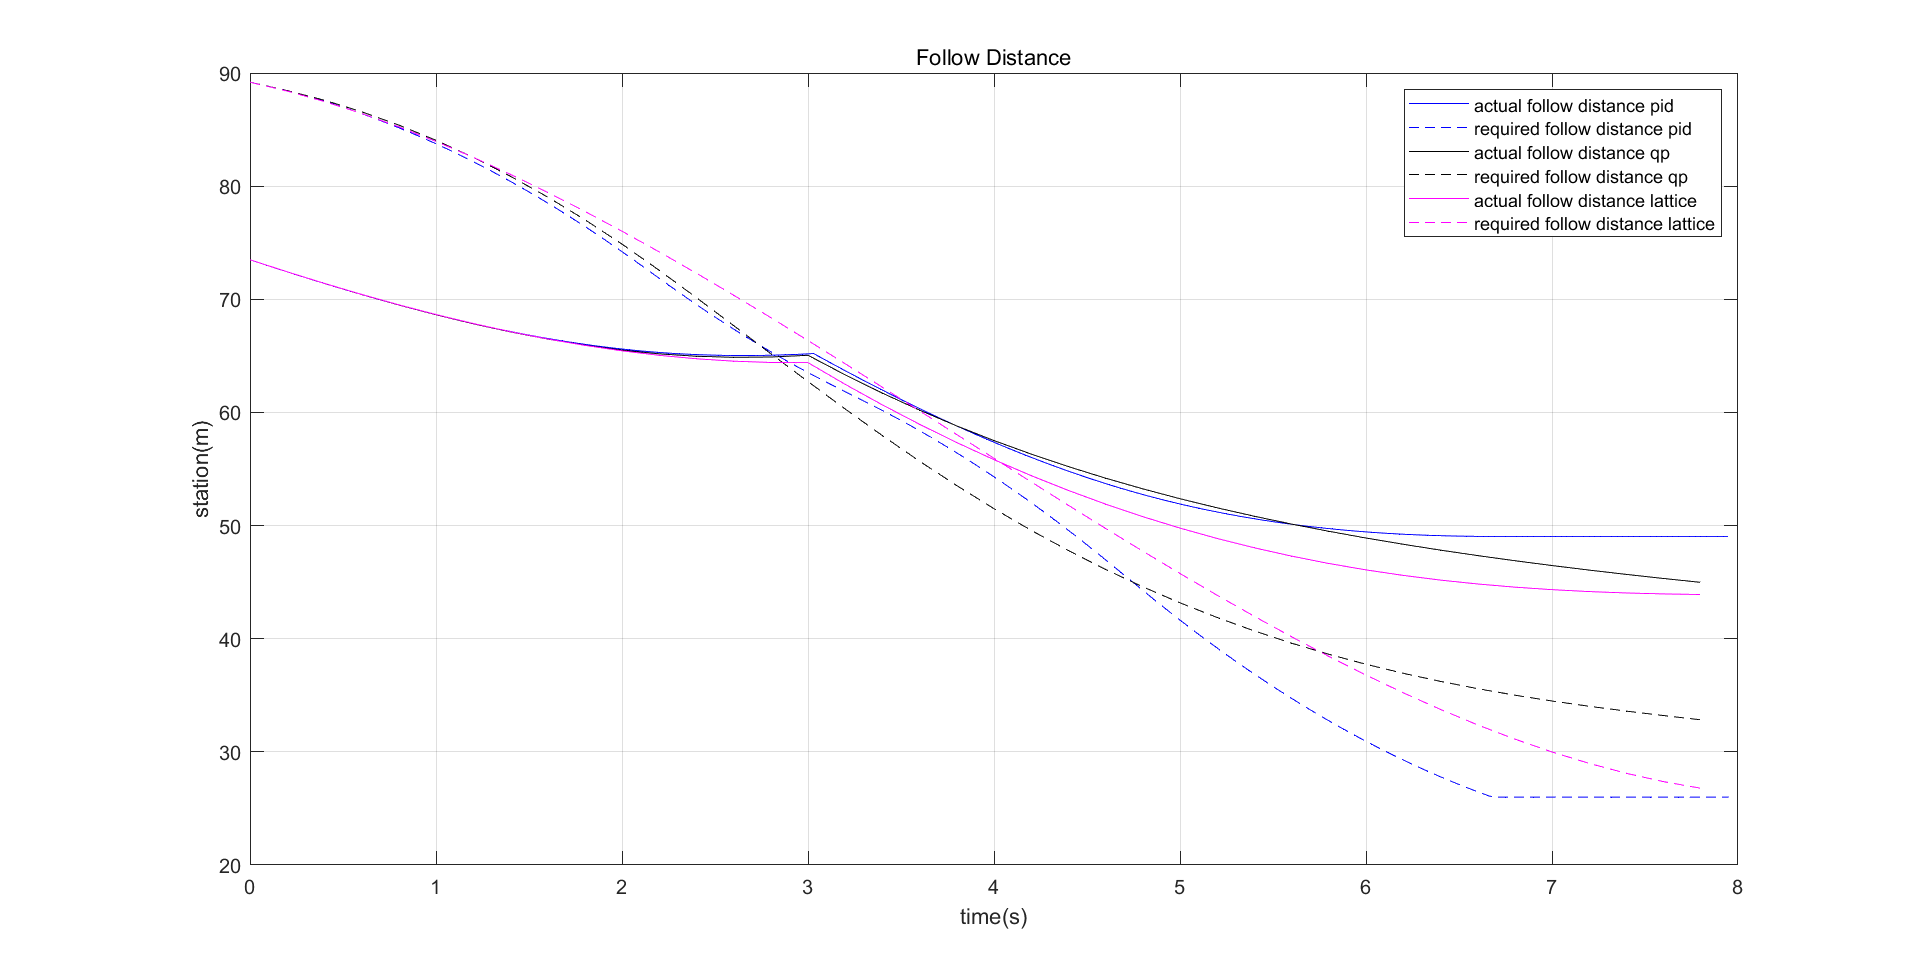 Follow Distance
90
80
70
60
50
40
30
20
station(m)
actual follow distance pid
required follow distance pid
actual follow distance qp
required follow distance qp
actual follow distance lattice
required follow distance lattice
0 1 2 3 4 5 6 7 8
time(s)